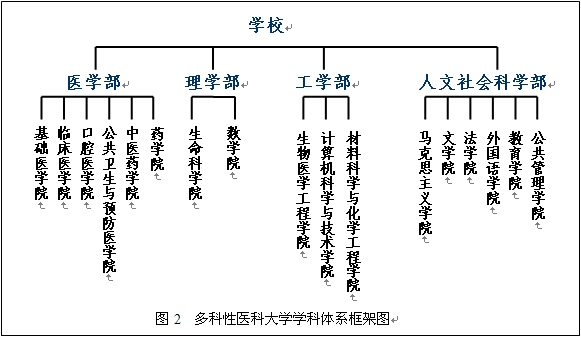 学校
医学部
理学部
工学部
人文社会科学部
基础医学院
临床医学院
口腔医学院
公共卫生与预防医学院
中医药学院
药学院
生命科学院
数学院
生物医学工程学院
计算机科学与技术学院
材料科学与化学工程学院
马克思主义学院
文学院
法学院
外国语学院
教育学院
公共管理学院
图 2 多科性医科大学学科体系框架图